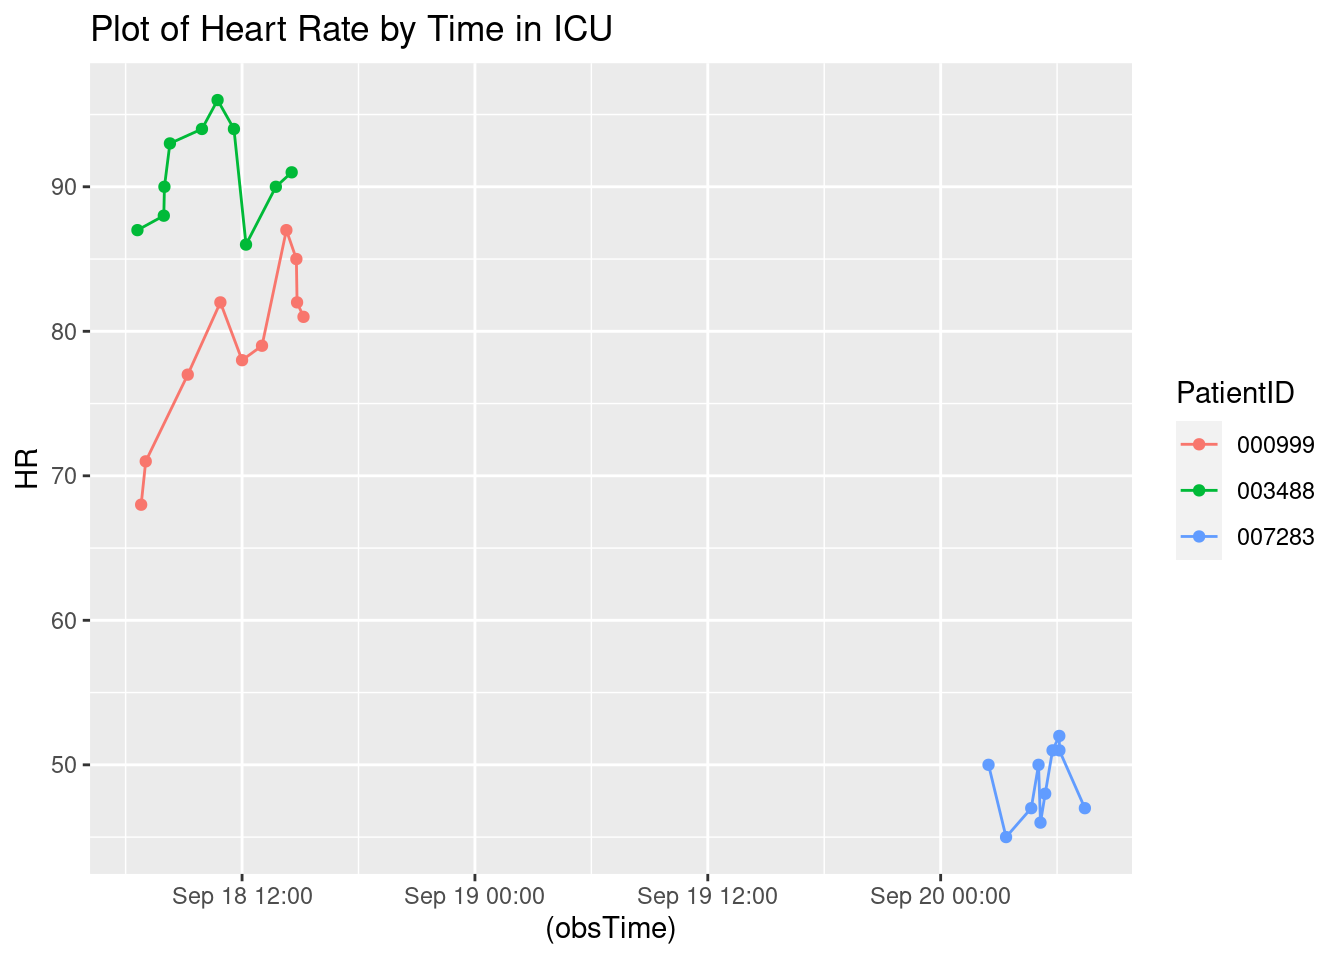 Plot of Heart Rate by Time in ICU
90
80
70
60
50
HR
Sep 18 12:00
Sep 19 00:00
Sep 19 12:00
Sep 20 00:00
(obsTime)
PatientID
000999
003488
007283